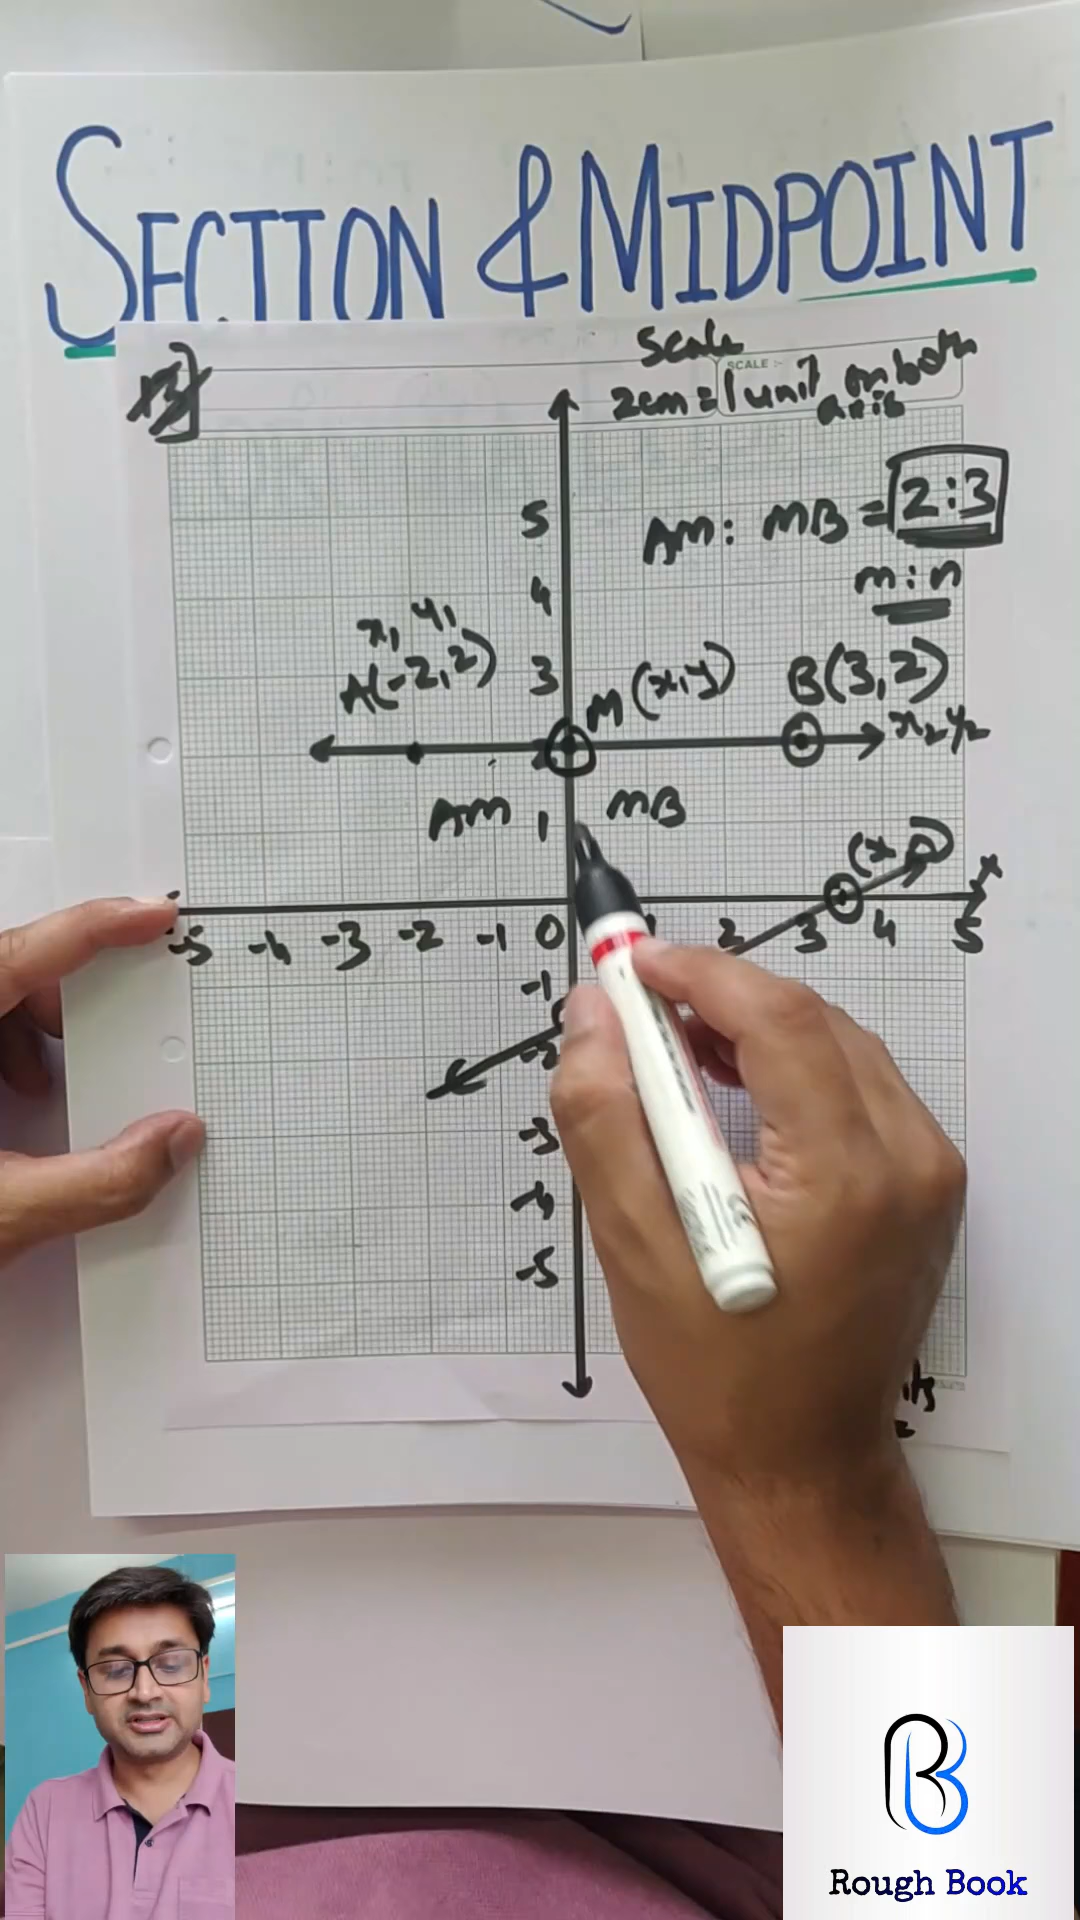 SECTION & MIDPOINT
Scale
SCALE :-
2cm = 1 unit on both
axis
AM : MB = 2:3
m : n
5
4
x₁ y₁
A(-2,2)
3
M(x,y)
B(3,2)
x₂ y₂
AM
1
MB
(x,
x
-5 -4 -3 -2 -1 0 2 3 4 5
-1
-2
-3
-4
-5
Rough Book